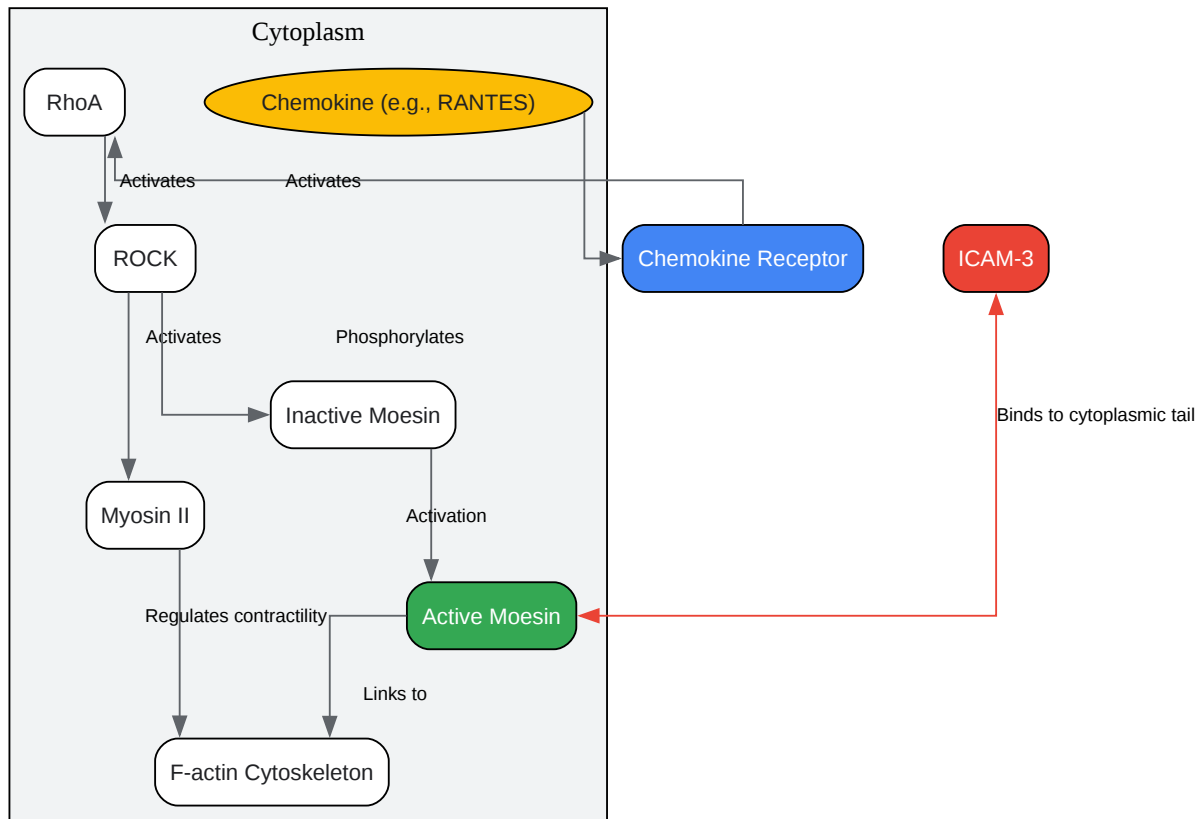 Cytoplasm
RhoA
Chemokine (e.g., RANTES)
Activates
Activates
ROCK
Chemokine Receptor
ICAM-3
Activates
Phosphorylates
Inactive Moesin
Binds to cytoplasmic tail
Myosin II
Activation
Regulates contractility
Active Moesin
Links to
F-actin Cytoskeleton